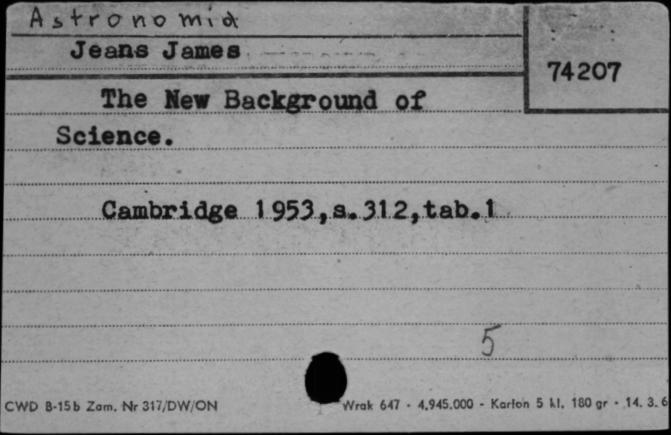 Astronomia
Jeans James
74207
The New Background of
Science.
Cambridge 1953,s.312,tab.1
5
CWD B-15b Zam. Nr 317/DW/ON
Wrak 647 - 4.945.000 - Karton 5 kl. 180 gr - 14. 3. 6